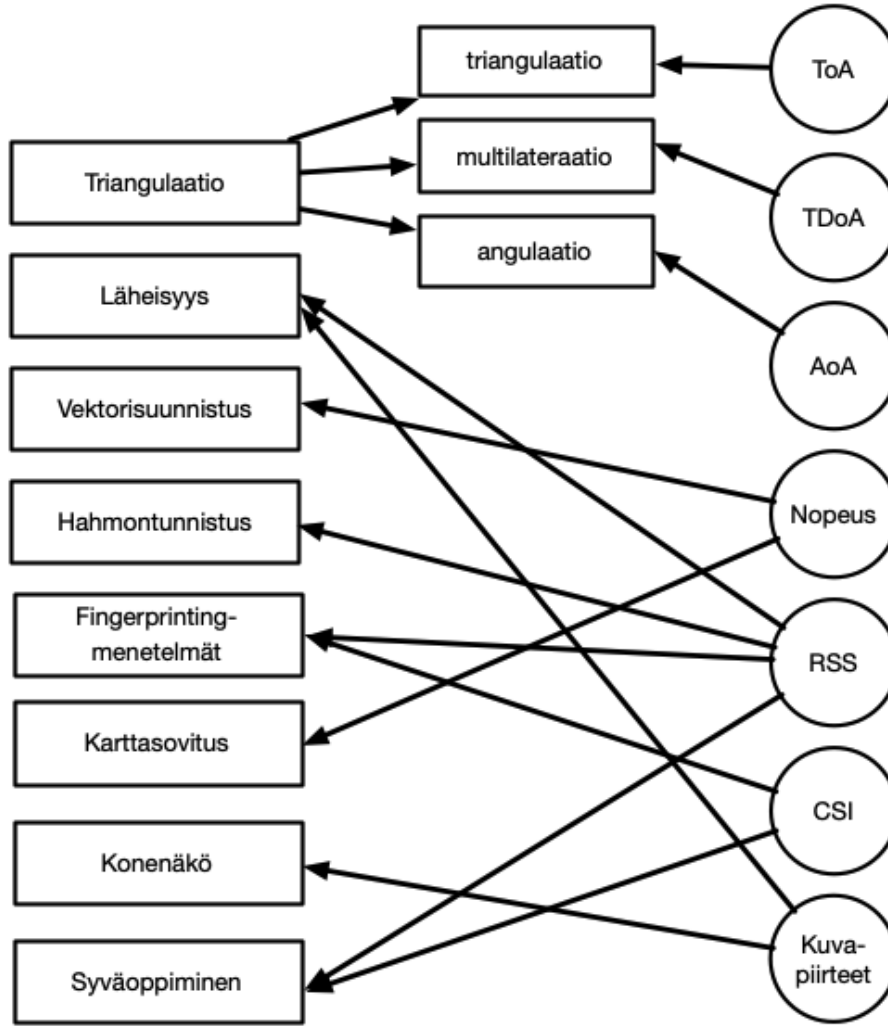 triangulaatio
ToA
multilateraatio
Triangulaatio
TDoA
angulaatio
Läheisyys
AoA
Vektorisuunnistus
Nopeus
Hahmontunnistus
Fingerprinting-
menetelmät
RSS
Karttasovitus
CSI
Konenäkö
Kuva-
piirteet
Syväoppiminen